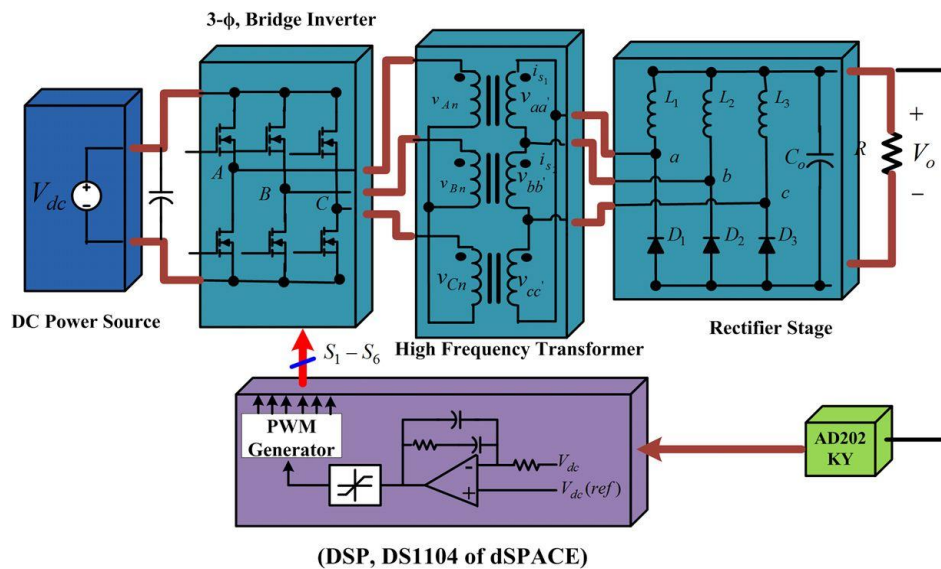 3-ϕ, Bridge Inverter
V_dc
A
B
C
v_An
v_Bn
v_Cn
i_s1
v_aa'
i_s
v_bb'
v_cc'
L_1
L_2
L_3
a
b
c
C_o
D_1
D_2
D_3
R
+
V_o
−
DC Power Source
High Frequency Transformer
Rectifier Stage
S_1 − S_6
PWM
Generator
-
+
V_dc
V_dc(ref)
AD202
KY
(DSP, DS1104 of dSPACE)